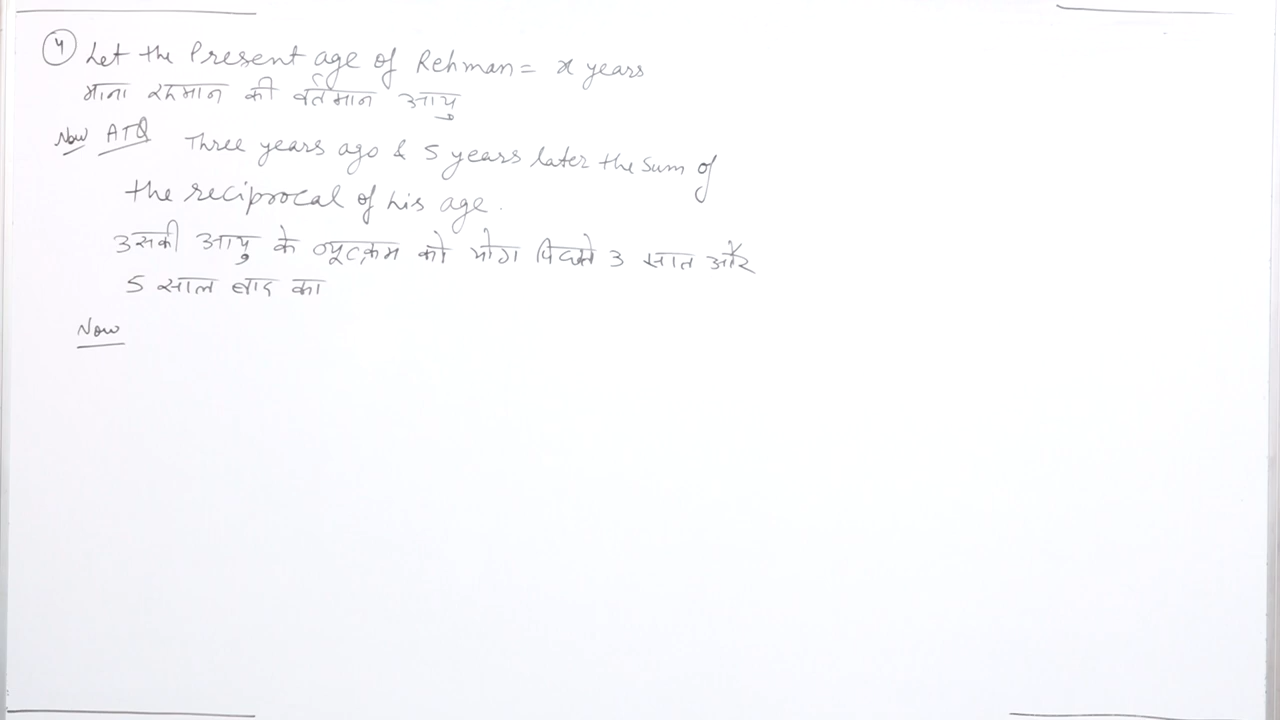 ④ Let the Present age of Rehman = x years
माना रहमान की वर्तमान आयु
Now ATQ Three years ago & 5 years later the sum of
the reciprocal of his age.
उसकी आयु के व्युत्क्रम को योग पिछले 3 साल और
5 साल बाद का
Now